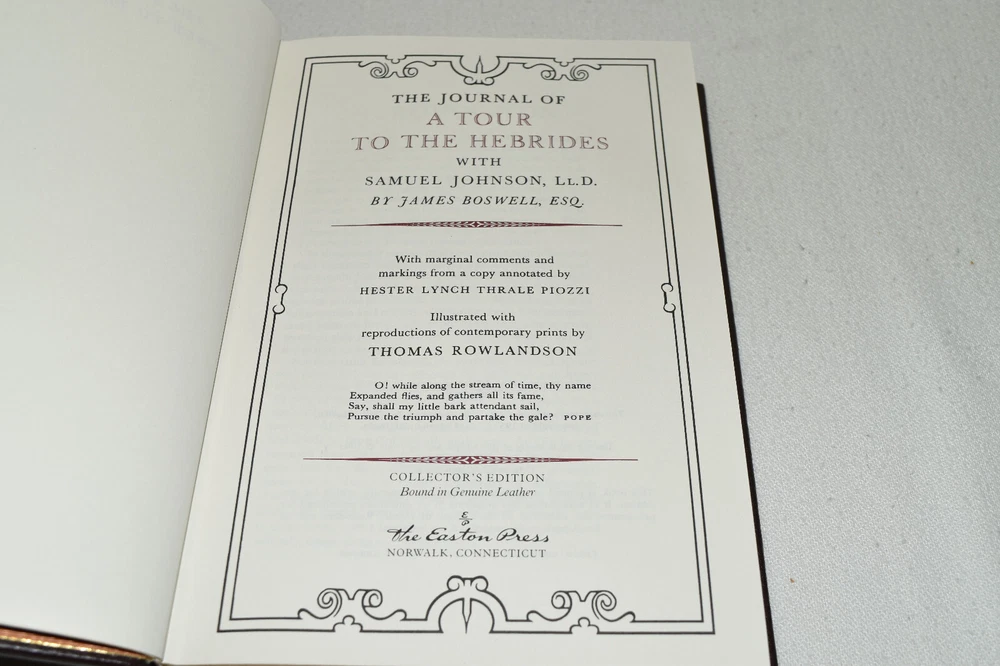 THE JOURNAL OF
A TOUR
TO THE HEBRIDES
WITH
SAMUEL JOHNSON, LL.D.
BY JAMES BOSWELL, ESQ.
With marginal comments and
markings from a copy annotated by
HESTER LYNCH THRALE PIOZZI
Illustrated with
reproductions of contemporary prints by
THOMAS ROWLANDSON
O! while along the stream of time, thy name
Expanded flies, and gathers all its fame,
Say, shall my little bark attendant sail,
Pursue the triumph and partake the gale? POPE
COLLECTOR'S EDITION
Bound in Genuine Leather
E/P
the Easton Press
NORWALK, CONNECTICUT